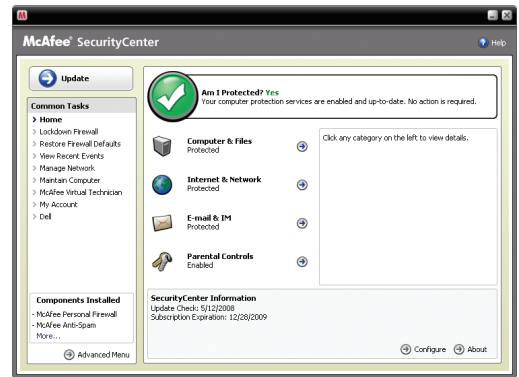 M
McAfee® SecurityCenter
Help
Update
Common Tasks
Home
Lockdown Firewall
Restore Firewall Defaults
View Recent Events
Manage Network
Maintain Computer
McAfee Virtual Technician
My Account
Dell
Components Installed
- McAfee Personal Firewall
- McAfee Anti-Spam
More...
Advanced Menu
Am I Protected? Yes
Your computer protection services are enabled and up-to-date. No action is required.
Computer & Files
Protected
Internet & Network
Protected
E-mail & IM
Protected
Parental Controls
Enabled
Click any category on the left to view details.
SecurityCenter Information
Update Check: 5/12/2008
Subscription Expiration: 12/28/2009
Configure
About